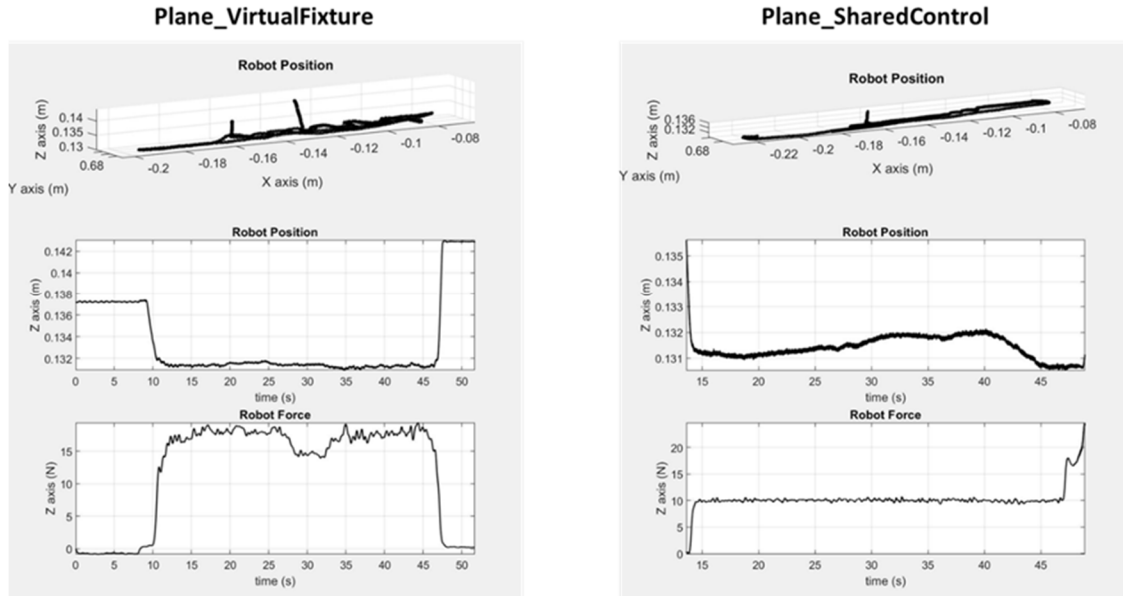 Plane_VirtualFixture
Robot Position
Z axis (m)
0.14
0.135
0.13
0.68
Y axis (m)
-0.2
-0.18
-0.16
-0.14
-0.12
-0.1
-0.08
X axis (m)
Robot Position
Z axis (m)
0.142
0.14
0.138
0.136
0.134
0.132
0 5 10 15 20 25 30 35 40 45 50
time (s)
Robot Force
Z axis (N)
15
10
5
0
0 5 10 15 20 25 30 35 40 45 50
time (s)
Plane_SharedControl
Robot Position
Z axis (m)
0.136
0.132
0.68
Y axis (m)
-0.22
-0.2
-0.18
-0.16
-0.14
-0.12
-0.1
-0.08
X axis (m)
Robot Position
Z axis (m)
0.135
0.134
0.133
0.132
0.131
15 20 25 30 35 40 45
time (s)
Robot Force
Z axis (N)
20
15
10
5
0
15 20 25 30 35 40 45
time (s)